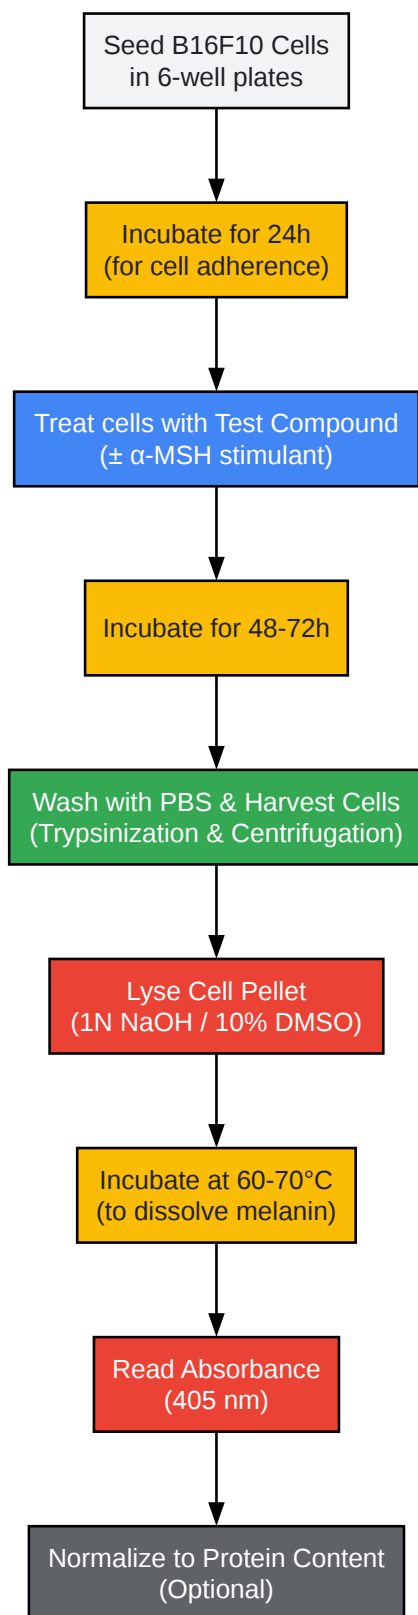 Seed B16F10 Cells
in 6-well plates
Incubate for 24h
(for cell adherence)
Treat cells with Test Compound
(± α-MSH stimulant)
Incubate for 48-72h
Wash with PBS & Harvest Cells
(Trypsinization & Centrifugation)
Lyse Cell Pellet
(1N NaOH / 10% DMSO)
Incubate at 60-70°C
(to dissolve melanin)
Read Absorbance
(405 nm)
Normalize to Protein Content
(Optional)